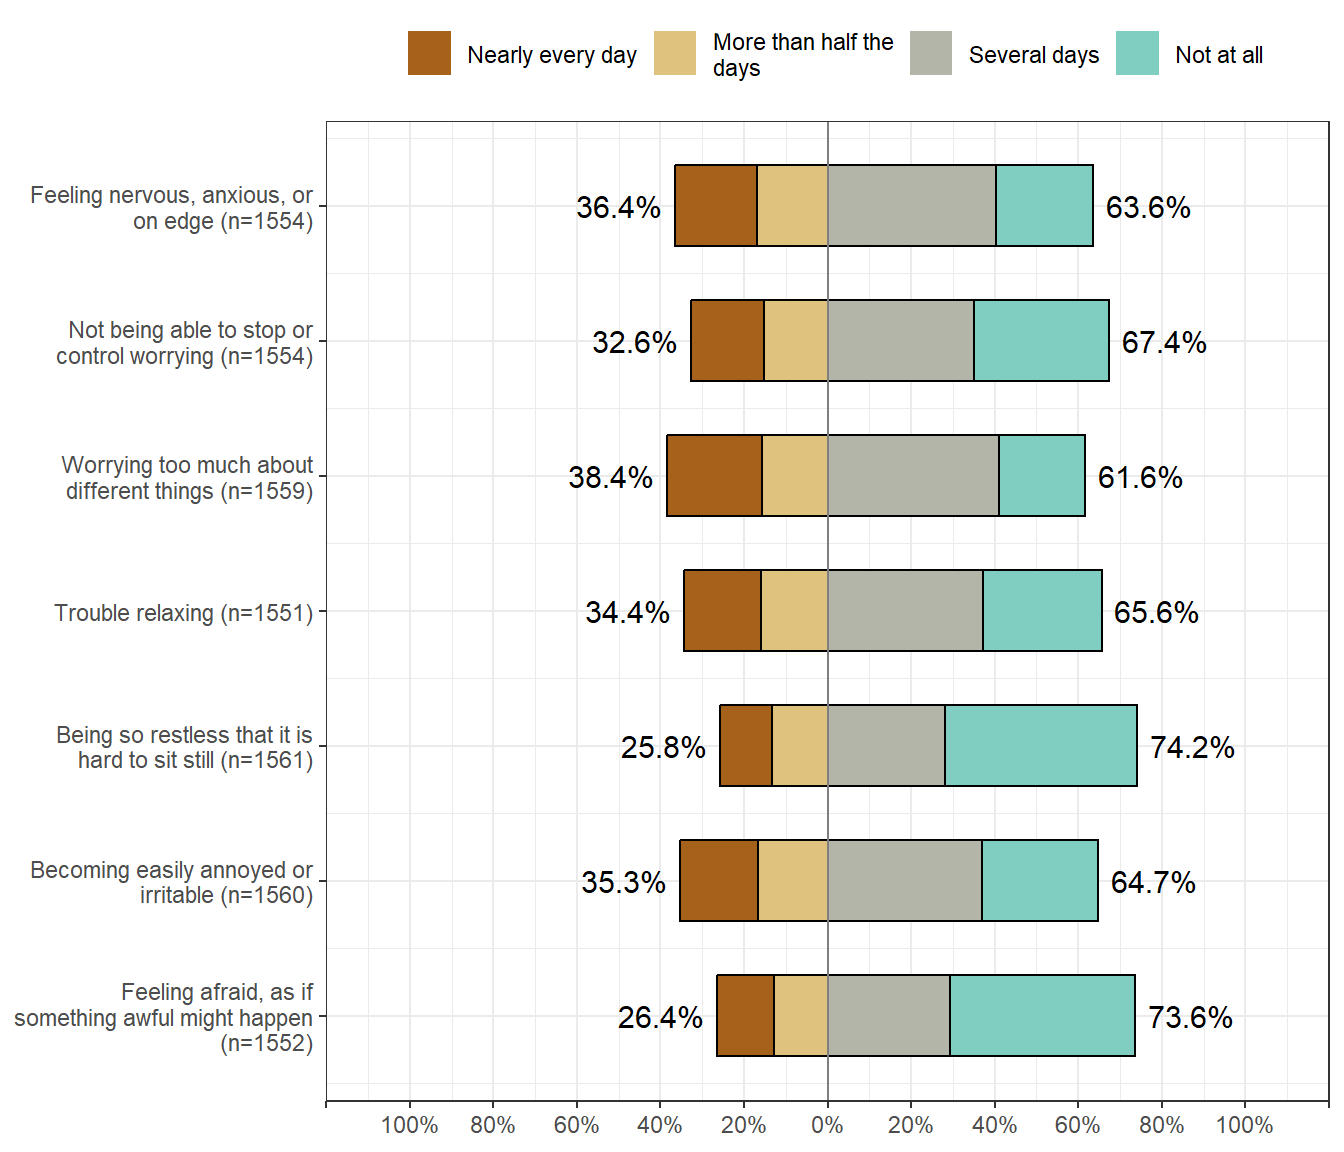 Nearly every day
More than half the
days
Several days
Not at all
Feeling nervous, anxious, or
on edge (n=1554)
36.4%
63.6%
Not being able to stop or
control worrying (n=1554)
32.6%
67.4%
Worrying too much about
different things (n=1559)
38.4%
61.6%
Trouble relaxing (n=1551)
34.4%
65.6%
Being so restless that it is
hard to sit still (n=1561)
25.8%
74.2%
Becoming easily annoyed or
irritable (n=1560)
35.3%
64.7%
Feeling afraid, as if
something awful might happen
(n=1552)
26.4%
73.6%
100% 80% 60% 40% 20% 0% 20% 40% 60% 80% 100%